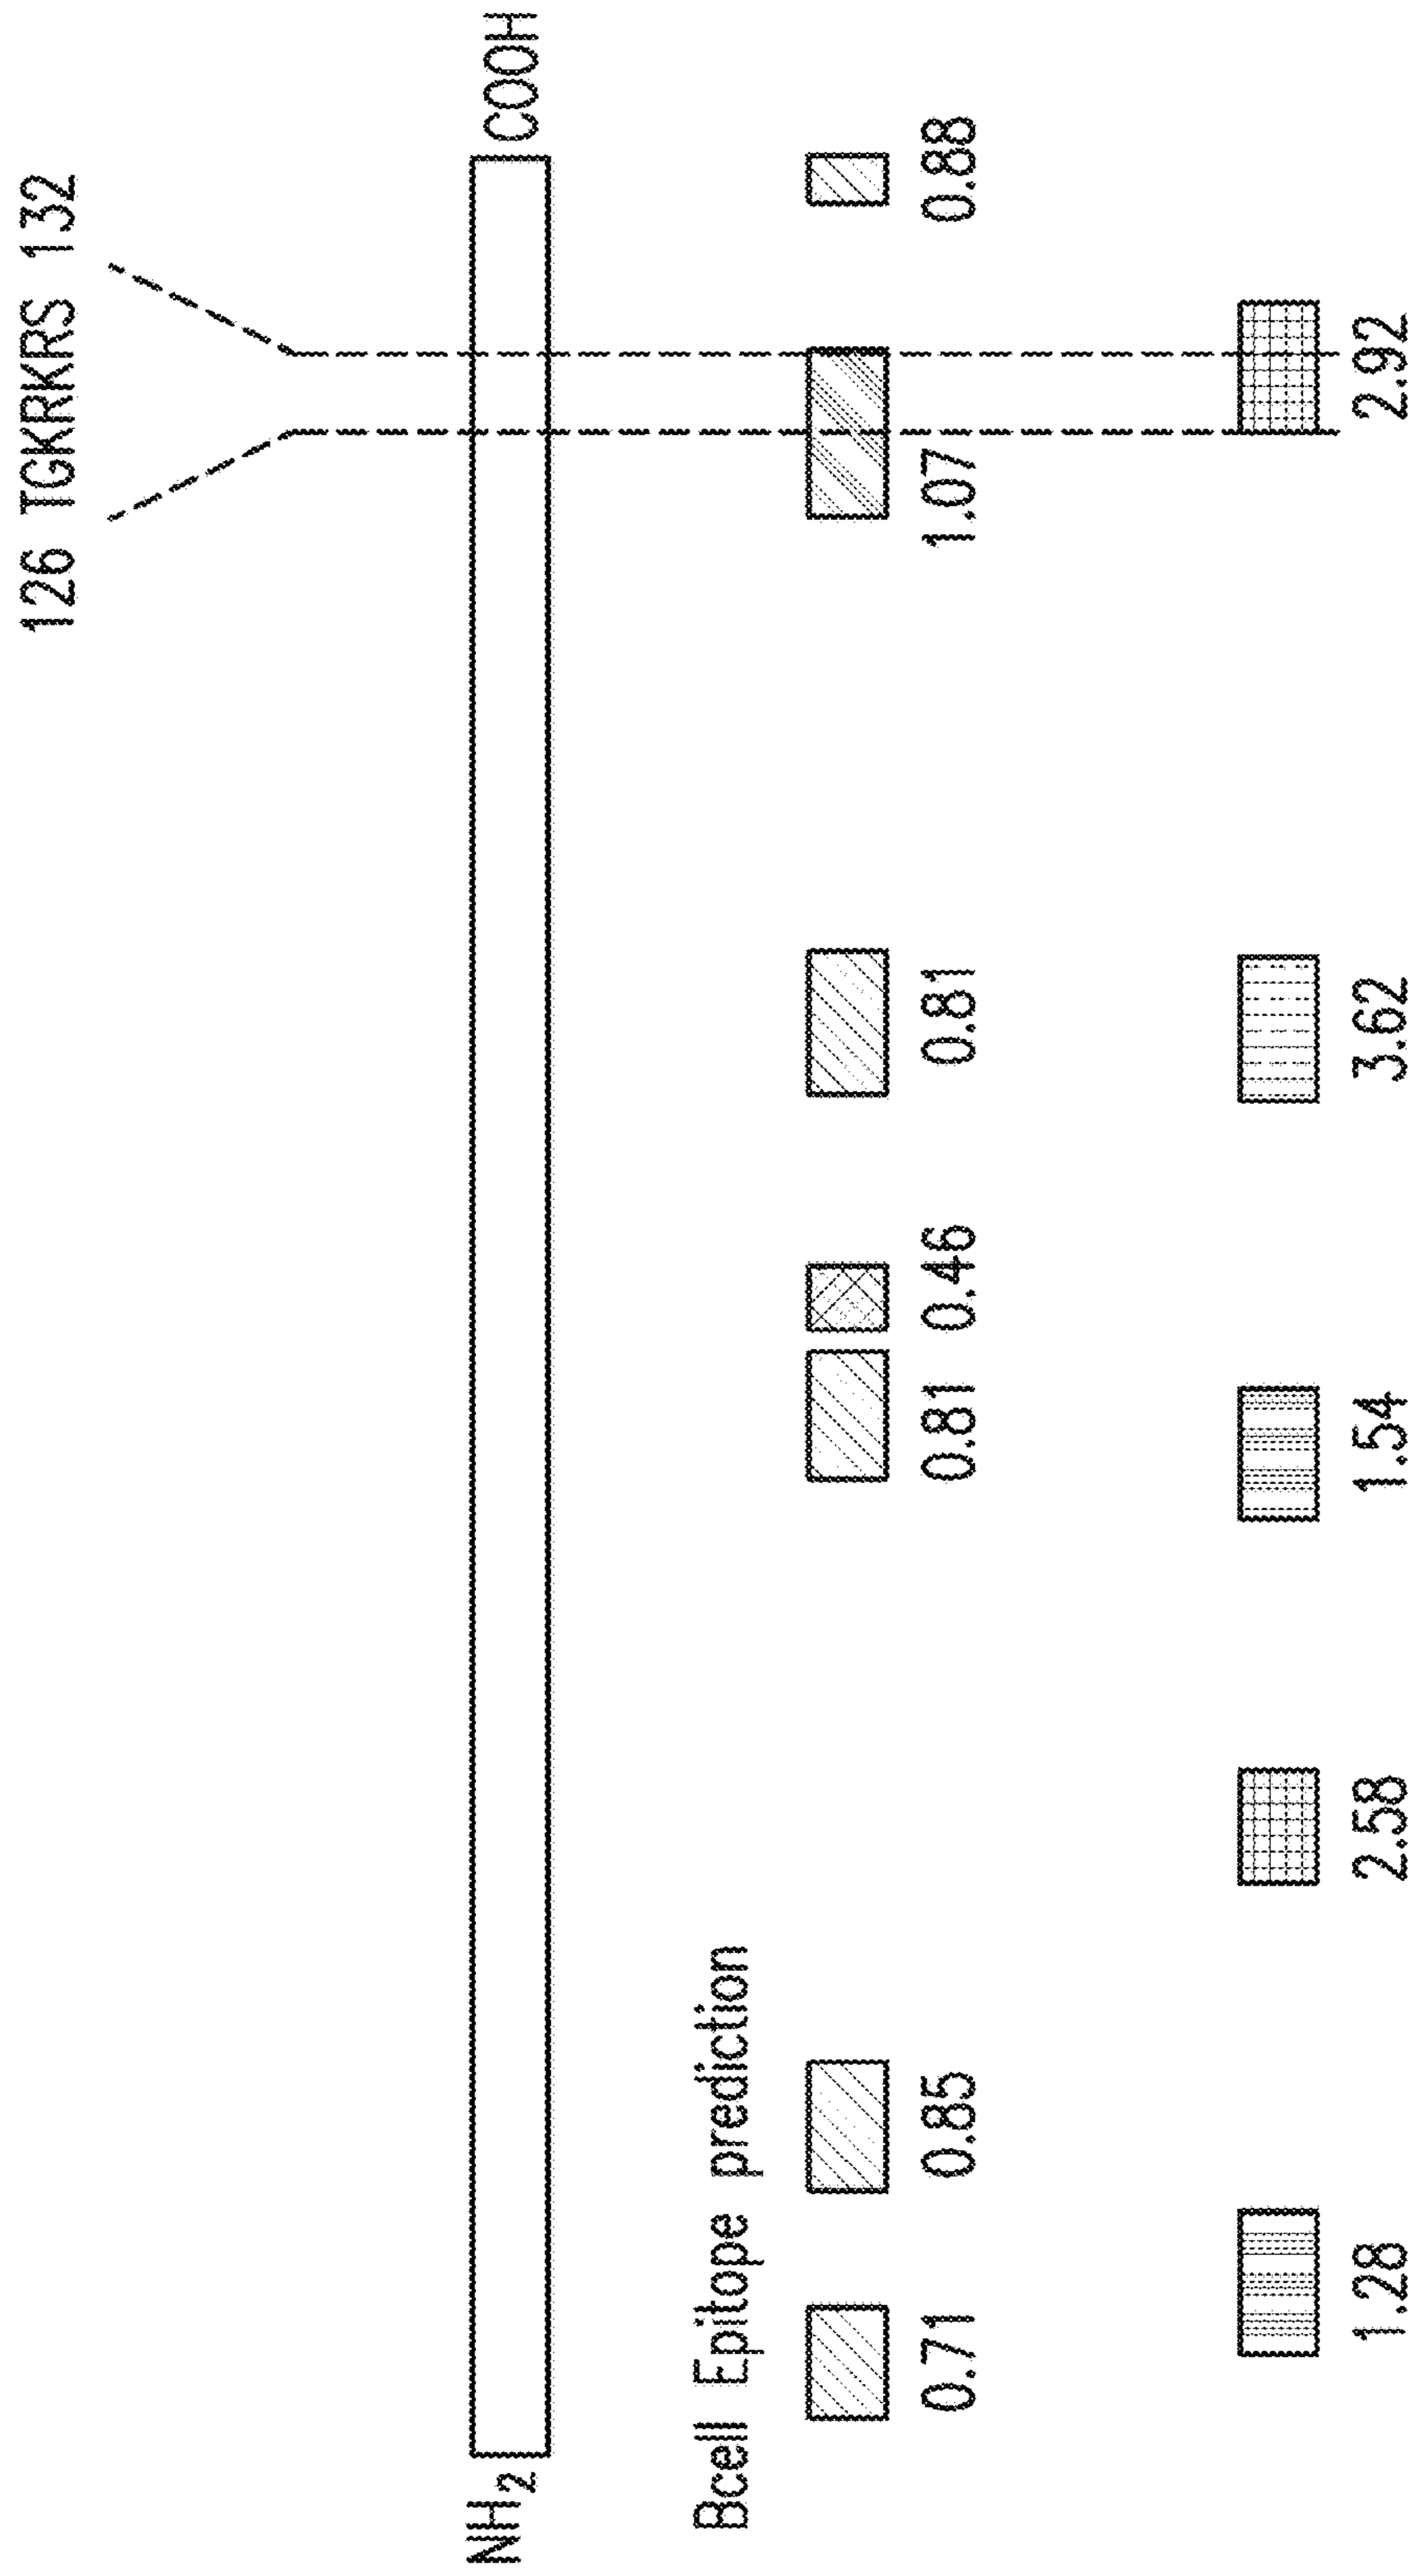 126 TGKRKRS 132
NH2 COOH
Bcell Epitope prediction
0.71 0.85 0.81 0.46 0.81 1.07 0.88
1.28 2.58 1.54 3.62 2.92